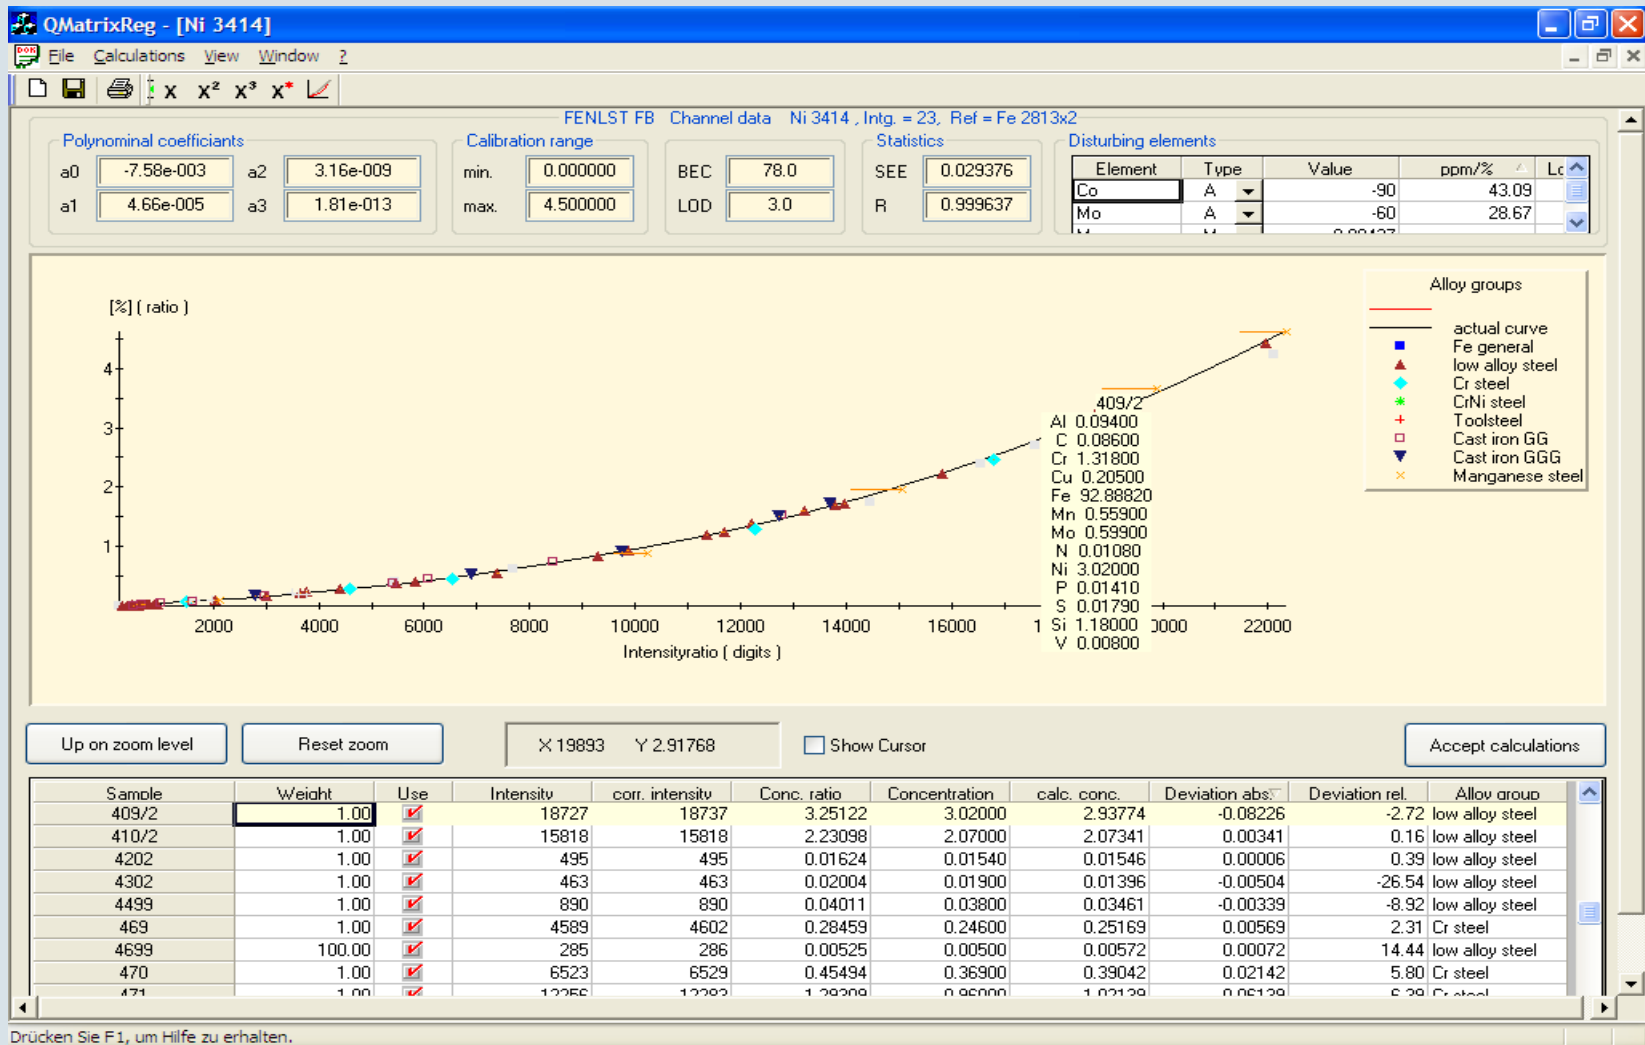 QMatrixReg - [Ni 3414]
File Calculations View Window ?
x x² x³ x*
FENLST FB Channel data Ni 3414 , Intg. = 23, Ref = Fe 2813x2
Polynominal coefficiants
a0 -7.58e-003 a2 3.16e-009
a1 4.66e-005 a3 1.81e-013
Calibration range
min. 0.000000
max. 4.500000
BEC 78.0
LOD 3.0
Statistics
SEE 0.029376
R 0.999637
Disturbing elements
Element Type Value ppm/%
Co A -90 43.09
Mo A -60 28.67
[%] ( ratio )
4
3
2
1
2000 4000 6000 8000 10000 12000 14000 16000 22000
Intensityratio ( digits )
409/2
Al 0.09400
C 0.08600
Cr 1.31800
Cu 0.20500
Fe 92.88820
Mn 0.55900
Mo 0.59900
N 0.01080
Ni 3.02000
P 0.01410
S 0.01790
Si 1.18000
V 0.00800
Alloy groups
actual curve
Fe general
low alloy steel
Cr steel
CrNi steel
Toolsteel
Cast iron GG
Cast iron GGG
Manganese steel
Up on zoom level
Reset zoom
X 19893 Y 2.91768
Show Cursor
Accept calculations
Sample Weight Use Intensity corr. intensity Conc. ratio Concentration calc. conc. Deviation abs. Deviation rel. Alloy group
409/2 1.00 18727 18737 3.25122 3.02000 2.93774 -0.08226 -2.72 low alloy steel
410/2 1.00 15818 15818 2.23098 2.07000 2.07341 0.00341 0.16 low alloy steel
4202 1.00 495 495 0.01624 0.01540 0.01546 0.00006 0.39 low alloy steel
4302 1.00 463 463 0.02004 0.01900 0.01396 -0.00504 -26.54 low alloy steel
4499 1.00 890 890 0.04011 0.03800 0.03461 -0.00339 -8.92 low alloy steel
469 1.00 4589 4602 0.28459 0.24600 0.25169 0.00569 2.31 Cr steel
4699 100.00 285 286 0.00525 0.00500 0.00572 0.00072 14.44 low alloy steel
470 1.00 6523 6529 0.45494 0.36900 0.39042 0.02142 5.80 Cr steel
471 1.00 12256 12283 1.29309 0.96000 1.02139 0.06139 6.39 Cr steel
Drücken Sie F1, um Hilfe zu erhalten.